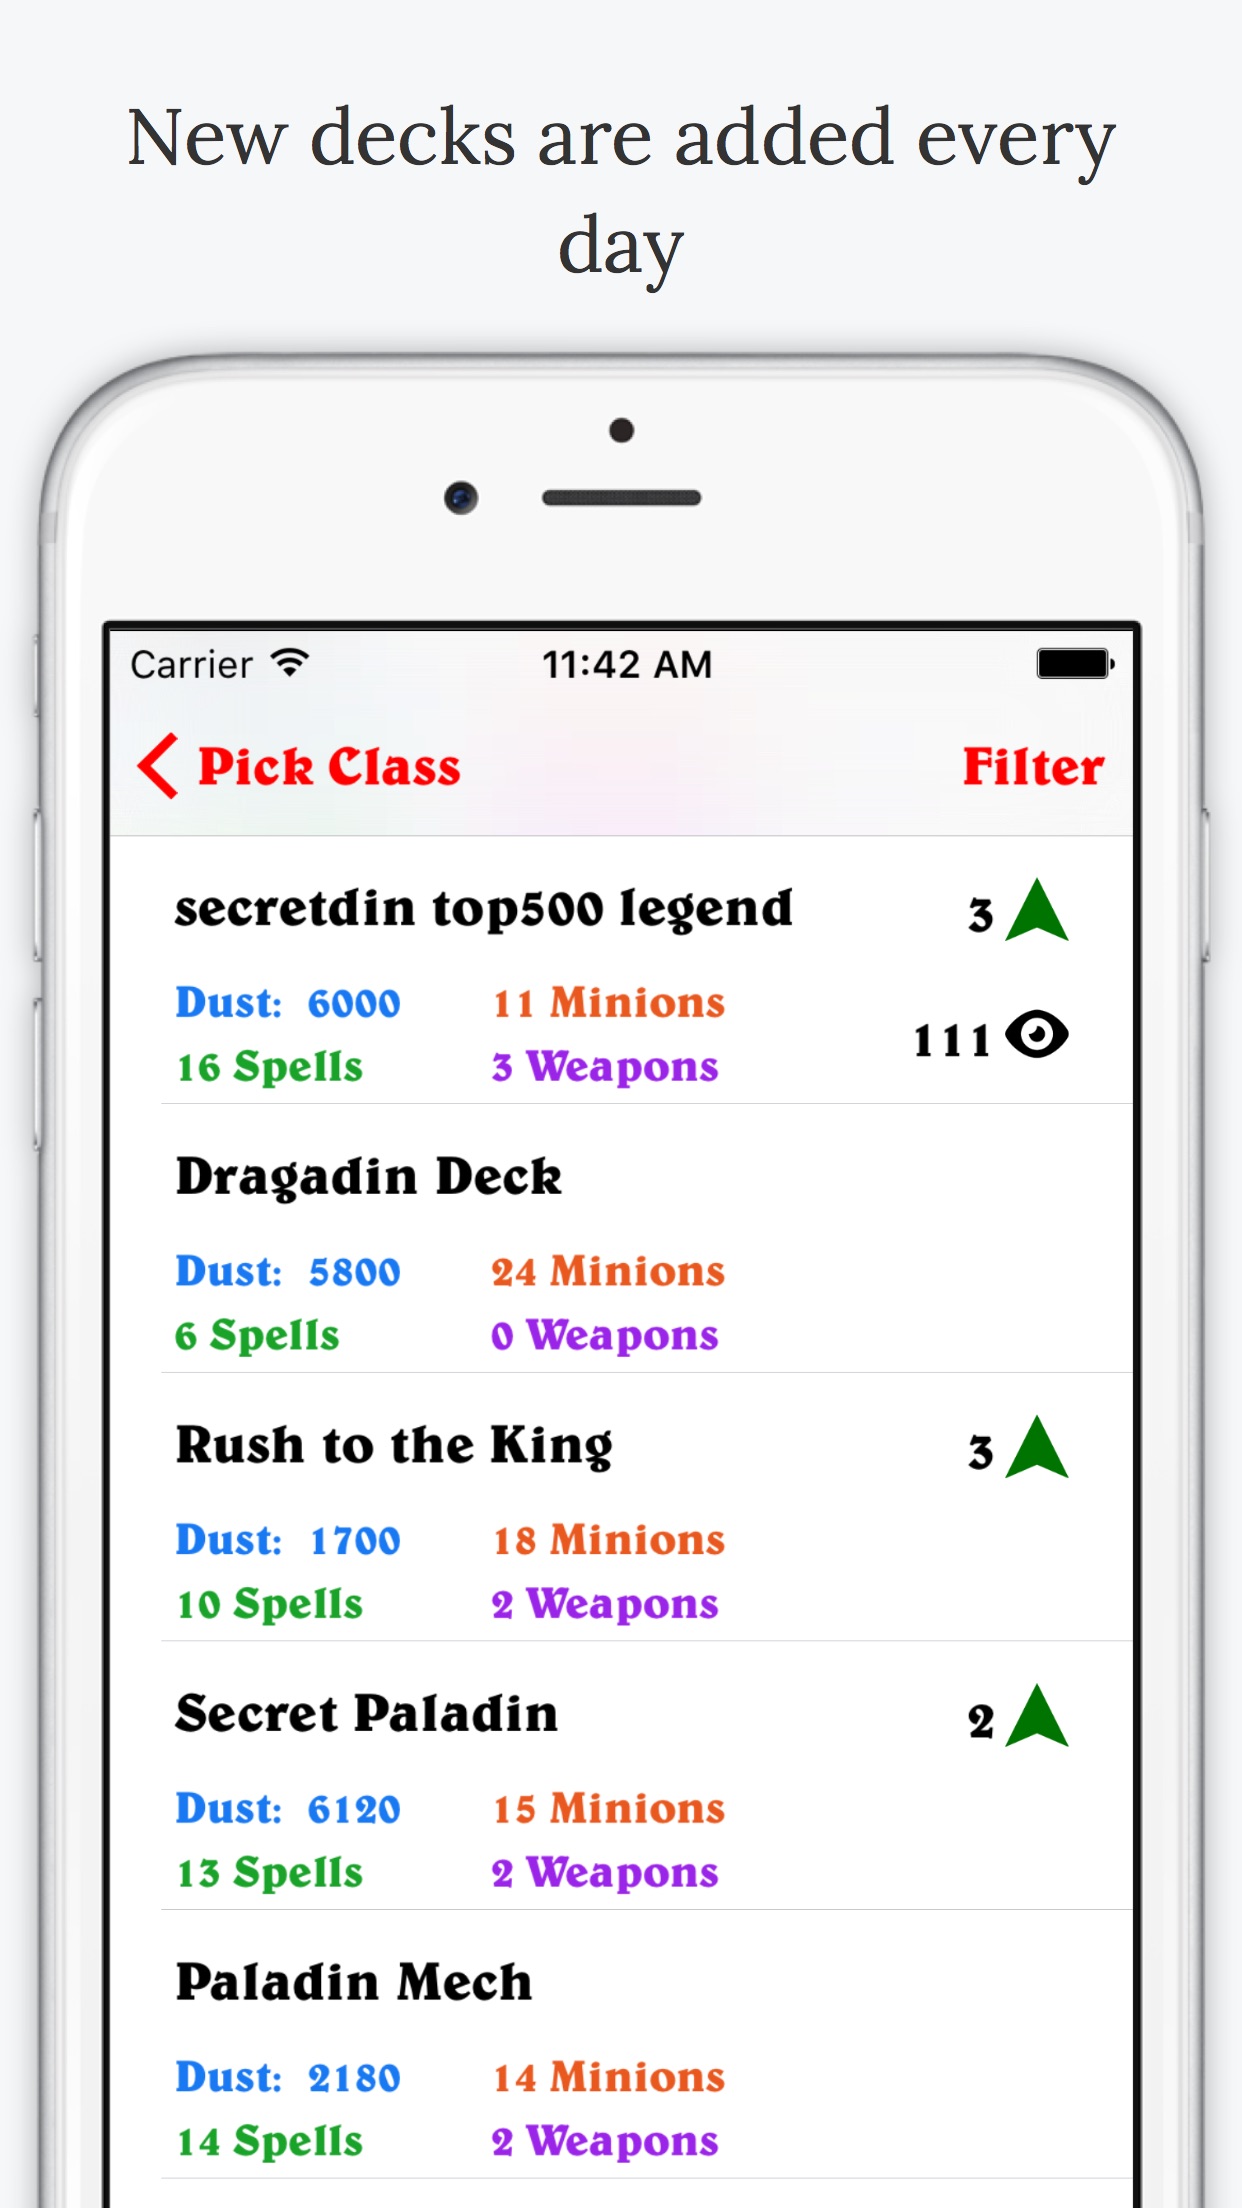 New decks are added every
day
Carrier 11:42 AM
Pick Class Filter
secretdin top500 legend 3
Dust: 6000 11 Minions
111
16 Spells 3 Weapons
Dragadin Deck
Dust: 5800 24 Minions
6 Spells 0 Weapons
Rush to the King 3
Dust: 1700 18 Minions
10 Spells 2 Weapons
Secret Paladin 2
Dust: 6120 15 Minions
13 Spells 2 Weapons
Paladin Mech
Dust: 2180 14 Minions
14 Spells 2 Weapons